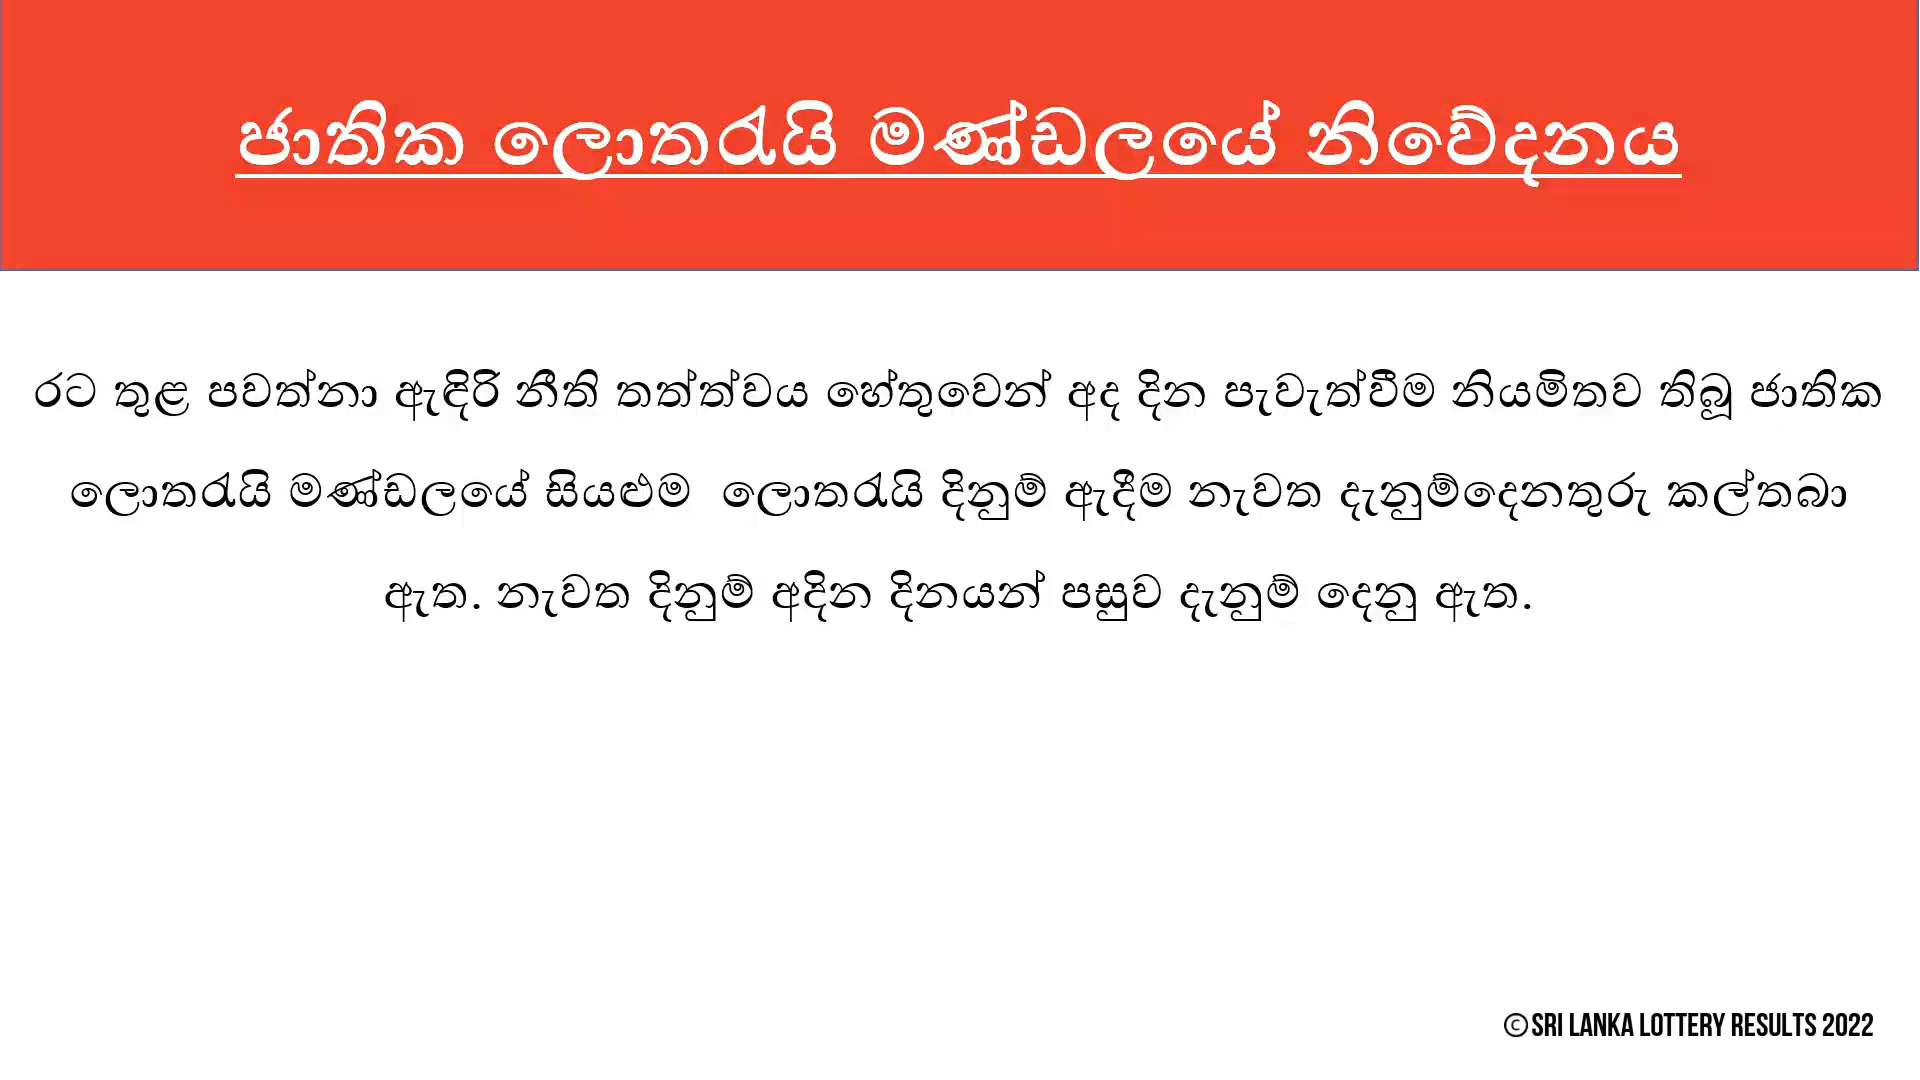 ජාතික ලොතරැයි මණ්ඩලයේ නිවේදනය
රට තුළ පවත්නා ඇඳිරි නීති තත්ත්වය හේතුවෙන් අද දින පැවැත්වීම නියමිතව තිබූ ජාතික
ලොතරැයි මණ්ඩලයේ සියළුම ලොතරැයි දිනුම් ඇදීම නැවත දැනුම්දෙනතුරු කල්තබා
ඇත. නැවත දිනුම් අදින දිනයන් පසුව දැනුම් දෙනු ඇත.
©SRI LANKA LOTTERY RESULTS 2022